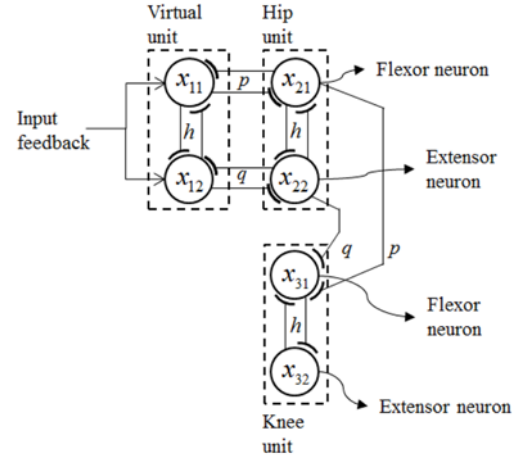 Virtual
unit
Hip
unit
x11
p
x21
Flexor neuron
Input
feedback
h
h
x12
q
x22
Extensor
neuron
q
p
x31
h
Flexor
neuron
x32
Extensor neuron
Knee
unit